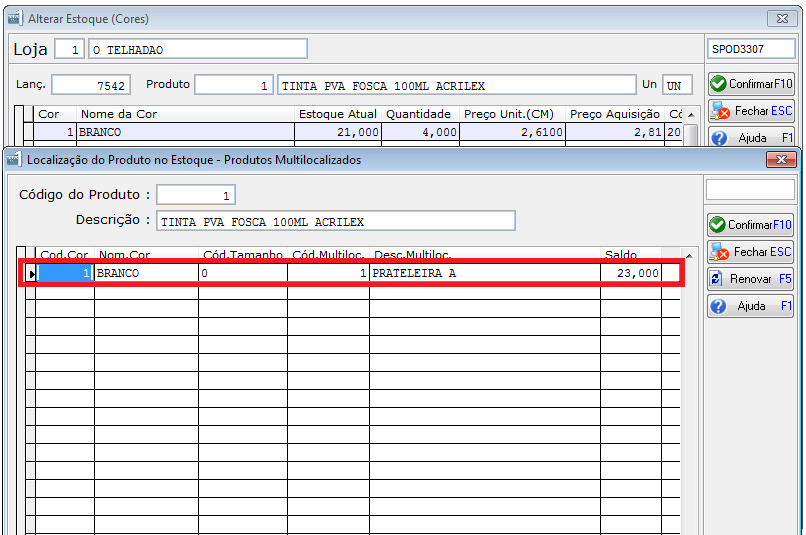 Alterar Estoque (Cores)
Loja 1 O TELHADAO SPOD3307
Lanç. 7542 Produto 1 TINTA PVA FOSCA 100ML ACRILEX Un UN
ConfirmarF10
Fechar ESC
Ajuda F1
Cor Nome da Cor Estoque Atual Quantidade Preço Unit.(CM) Preço Aquisição Có
1 BRANCO 21,000 4,000 2,6100 2,81 20
Localização do Produto no Estoque - Produtos Multilocalizados
Código do Produto : 1
Descrição : TINTA PVA FOSCA 100ML ACRILEX
ConfirmarF10
Fechar ESC
Renovar F5
Ajuda F1
Cod.Cor Nom.Cor Cód.Tamanho Cód.Multiloc. Desc.Multiloc. Saldo
1 BRANCO 0 1 PRATELEIRA A 23,000